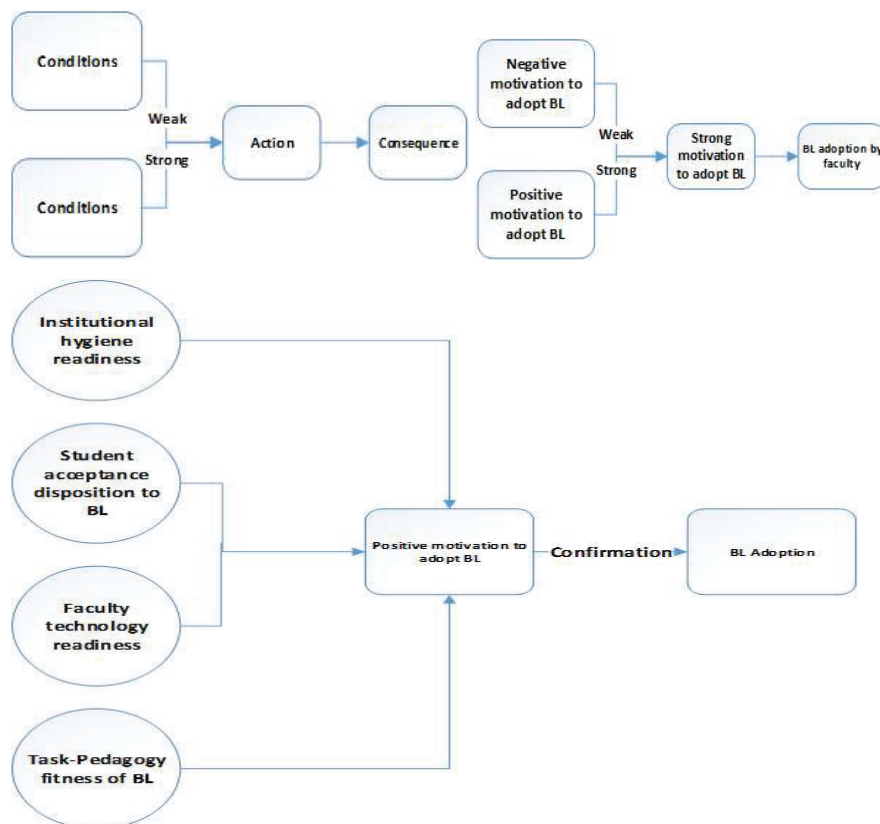 Conditions
Weak
Strong
Conditions
Action
Consequence
Negative
motivation to
adopt BL
Weak
Strong
Positive
motivation to
adopt BL
Strong
motivation
to adopt BL
BL adoption by
faculty
Institutional
hygiene
readiness
Student
acceptance
disposition to
BL
Faculty
technology
readiness
Task-Pedagogy
fitness of BL
Positive motivation to
adopt BL
Confirmation
BL Adoption